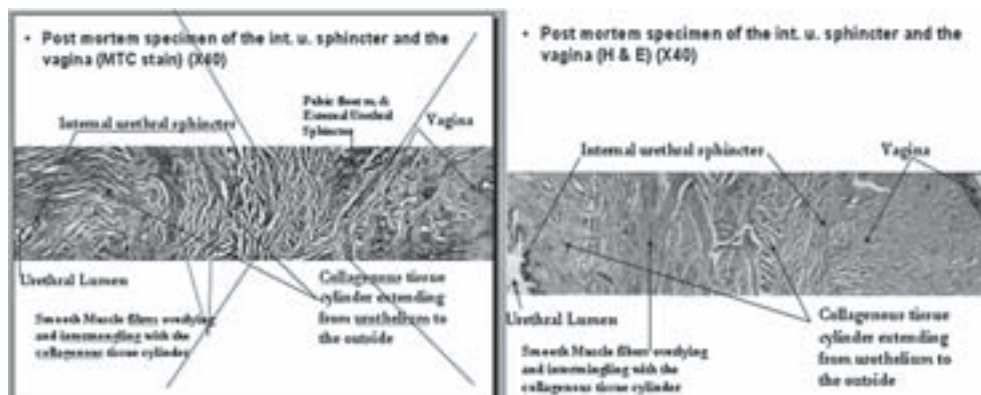 • Post mortem specimen of the int. u. sphincter and the
vagina (MTC stain) (X40)
Pelvic floor m. &
External Urethral
Sphincter
Vagina
Internal urethral sphincter
Urethral Lumen
Smooth Muscle fibers overlying
and intermingling with the
collagenous tissue cylinder
Collagenous tissue
cylinder extending
from urethelium to
the outside
• Post mortem specimen of the int. u. sphincter and the
vagina (H & E) (X40)
Internal urethral sphincter
Vagina
Urethral Lumen
Smooth Muscle fibers overlying
and intermingling with the
collagenous tissue cylinder
Collagenous tissue
cylinder extending
from urethelium to
the outside